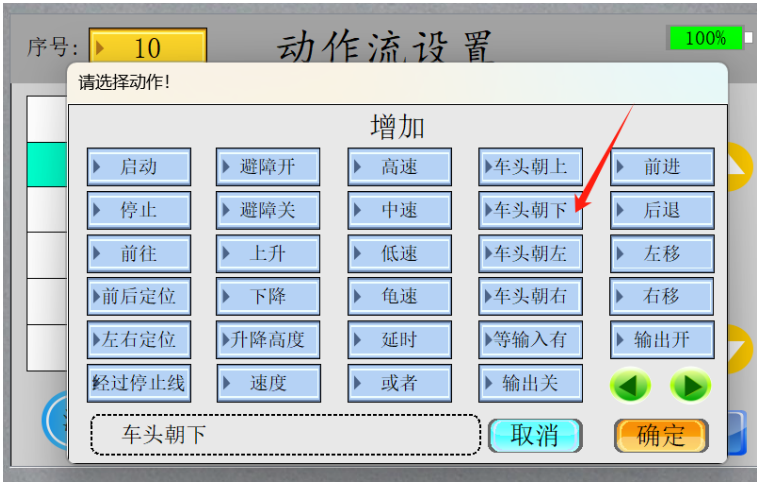 序号: 10 动作流设置 100%
请选择动作!
增加
启动 避障开 高速 车头朝上 前进
停止 避障关 中速 车头朝下 后退
前往 上升 低速 车头朝左 左移
前后定位 下降 龟速 车头朝右 右移
左右定位 升降高度 延时 等输入有 输出开
经过停止线 速度 或者 输出关
车头朝下 取消 确定